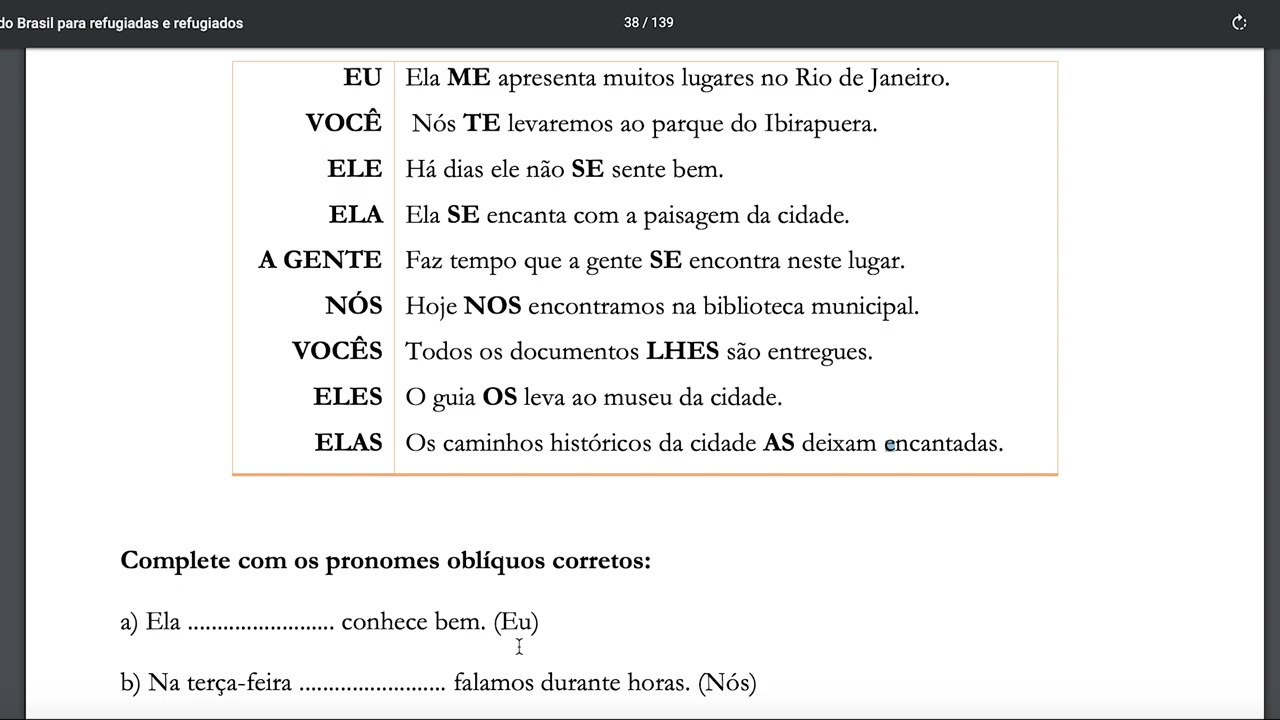 do Brasil para refugiadas e refugiados
38 / 139
EU Ela ME apresenta muitos lugares no Rio de Janeiro.
VOCÊ Nós TE levaremos ao parque do Ibirapuera.
ELE Há dias ele não SE sente bem.
ELA Ela SE encanta com a paisagem da cidade.
A GENTE Faz tempo que a gente SE encontra neste lugar.
NÓS Hoje NOS encontramos na biblioteca municipal.
VOCÊS Todos os documentos LHES são entregues.
ELES O guia OS leva ao museu da cidade.
ELAS Os caminhos históricos da cidade AS deixam encantadas.
Complete com os pronomes oblíquos corretos:
a) Ela ......................... conhece bem. (Eu)
b) Na terça-feira ......................... falamos durante horas. (Nós)